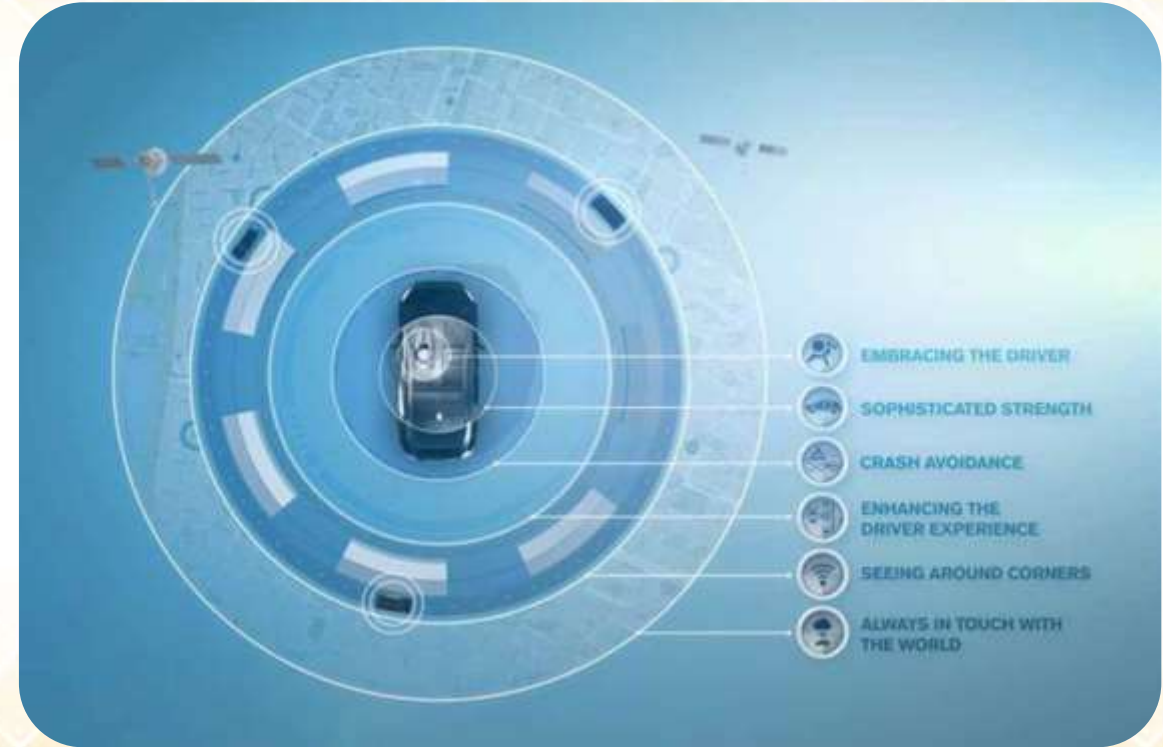 EMBRACING THE DRIVER
SOPHISTICATED STRENGTH
CRASH AVOIDANCE
ENHANCING THE
DRIVER EXPERIENCE
SEEING AROUND CORNERS
ALWAYS IN TOUCH WITH
THE WORLD